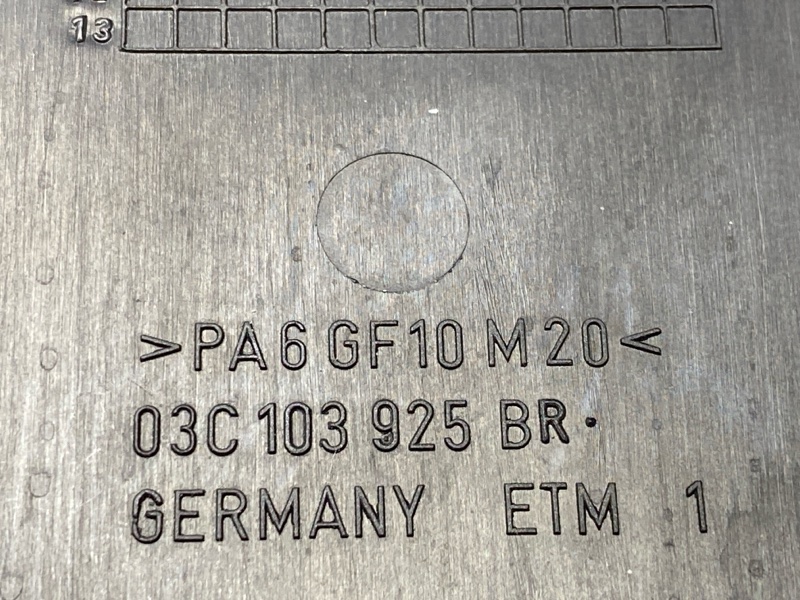 13
>PA6 GF10 M20<
03C 103 925 BR.
GERMANY ETM 1